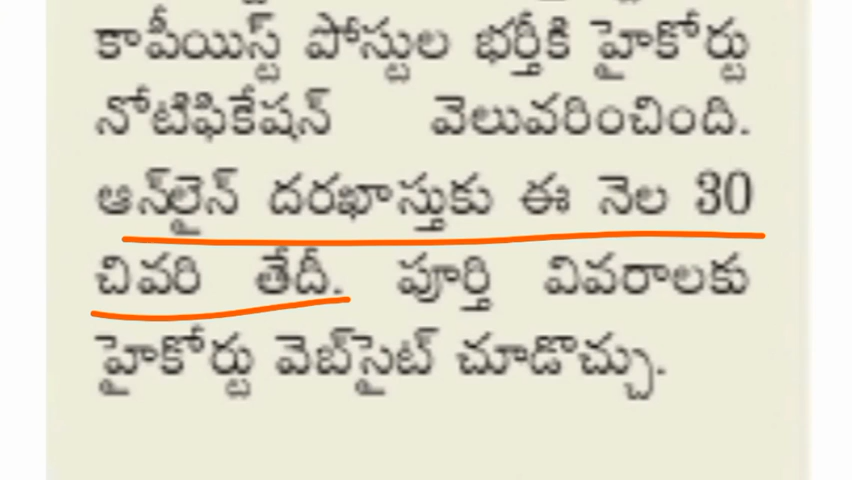 కాపీయిస్ట్ పోస్టుల భర్తీకి హైకోర్టు
నోటిఫికేషన్ వెలువరించింది.
ఆన్‌లైన్ దరఖాస్తుకు ఈ నెల 30
చివరి తేదీ. పూర్తి వివరాలకు
హైకోర్టు వెబ్‌సైట్ చూడొచ్చు.